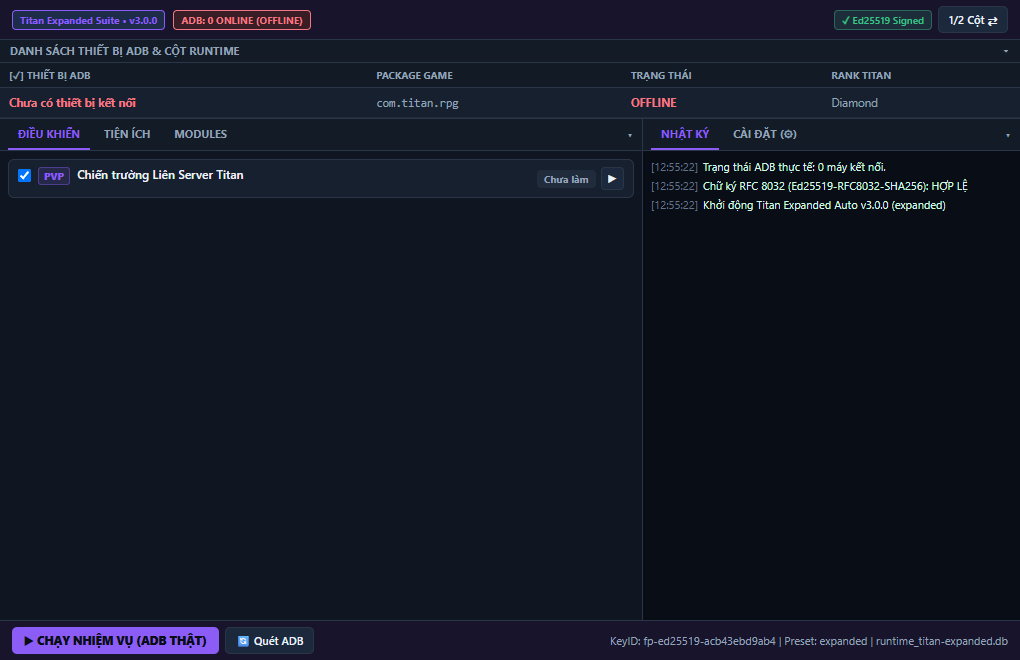 Titan Expanded Suite • v3.0.0 ADB: 0 ONLINE (OFFLINE) ✓ Ed25519 Signed 1/2 Cột ⇄
DANH SÁCH THIẾT BỊ ADB & CỘT RUNTIME
[✓] THIẾT BỊ ADB PACKAGE GAME TRẠNG THÁI RANK TITAN
Chưa có thiết bị kết nối com.titan.rpg OFFLINE Diamond
ĐIỀU KHIỂN TIỆN ÍCH MODULES
PVP Chiến trường Liên Server Titan Chưa làm ▶
NHẬT KÝ CÀI ĐẶT (⚙)
[12:55:22] Trạng thái ADB thực tế: 0 máy kết nối.
[12:55:22] Chữ ký RFC 8032 (Ed25519-RFC8032-SHA256): HỢP LỆ
[12:55:22] Khởi động Titan Expanded Auto v3.0.0 (expanded)
▶ CHẠY NHIỆM VỤ (ADB THẬT) 🔄 Quét ADB KeyID: fp-ed25519-acb43ebd9ab4 | Preset: expanded | runtime_titan-expanded.db